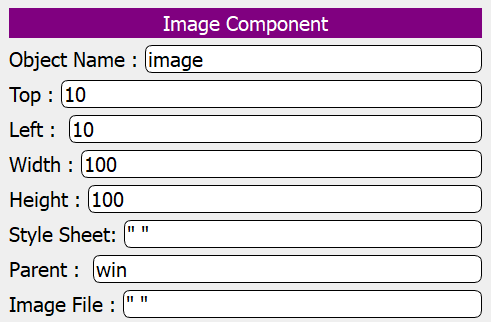 Image Component
Object Name : image
Top : 10
Left : 10
Width : 100
Height : 100
Style Sheet: " "
Parent : win
Image File : " "